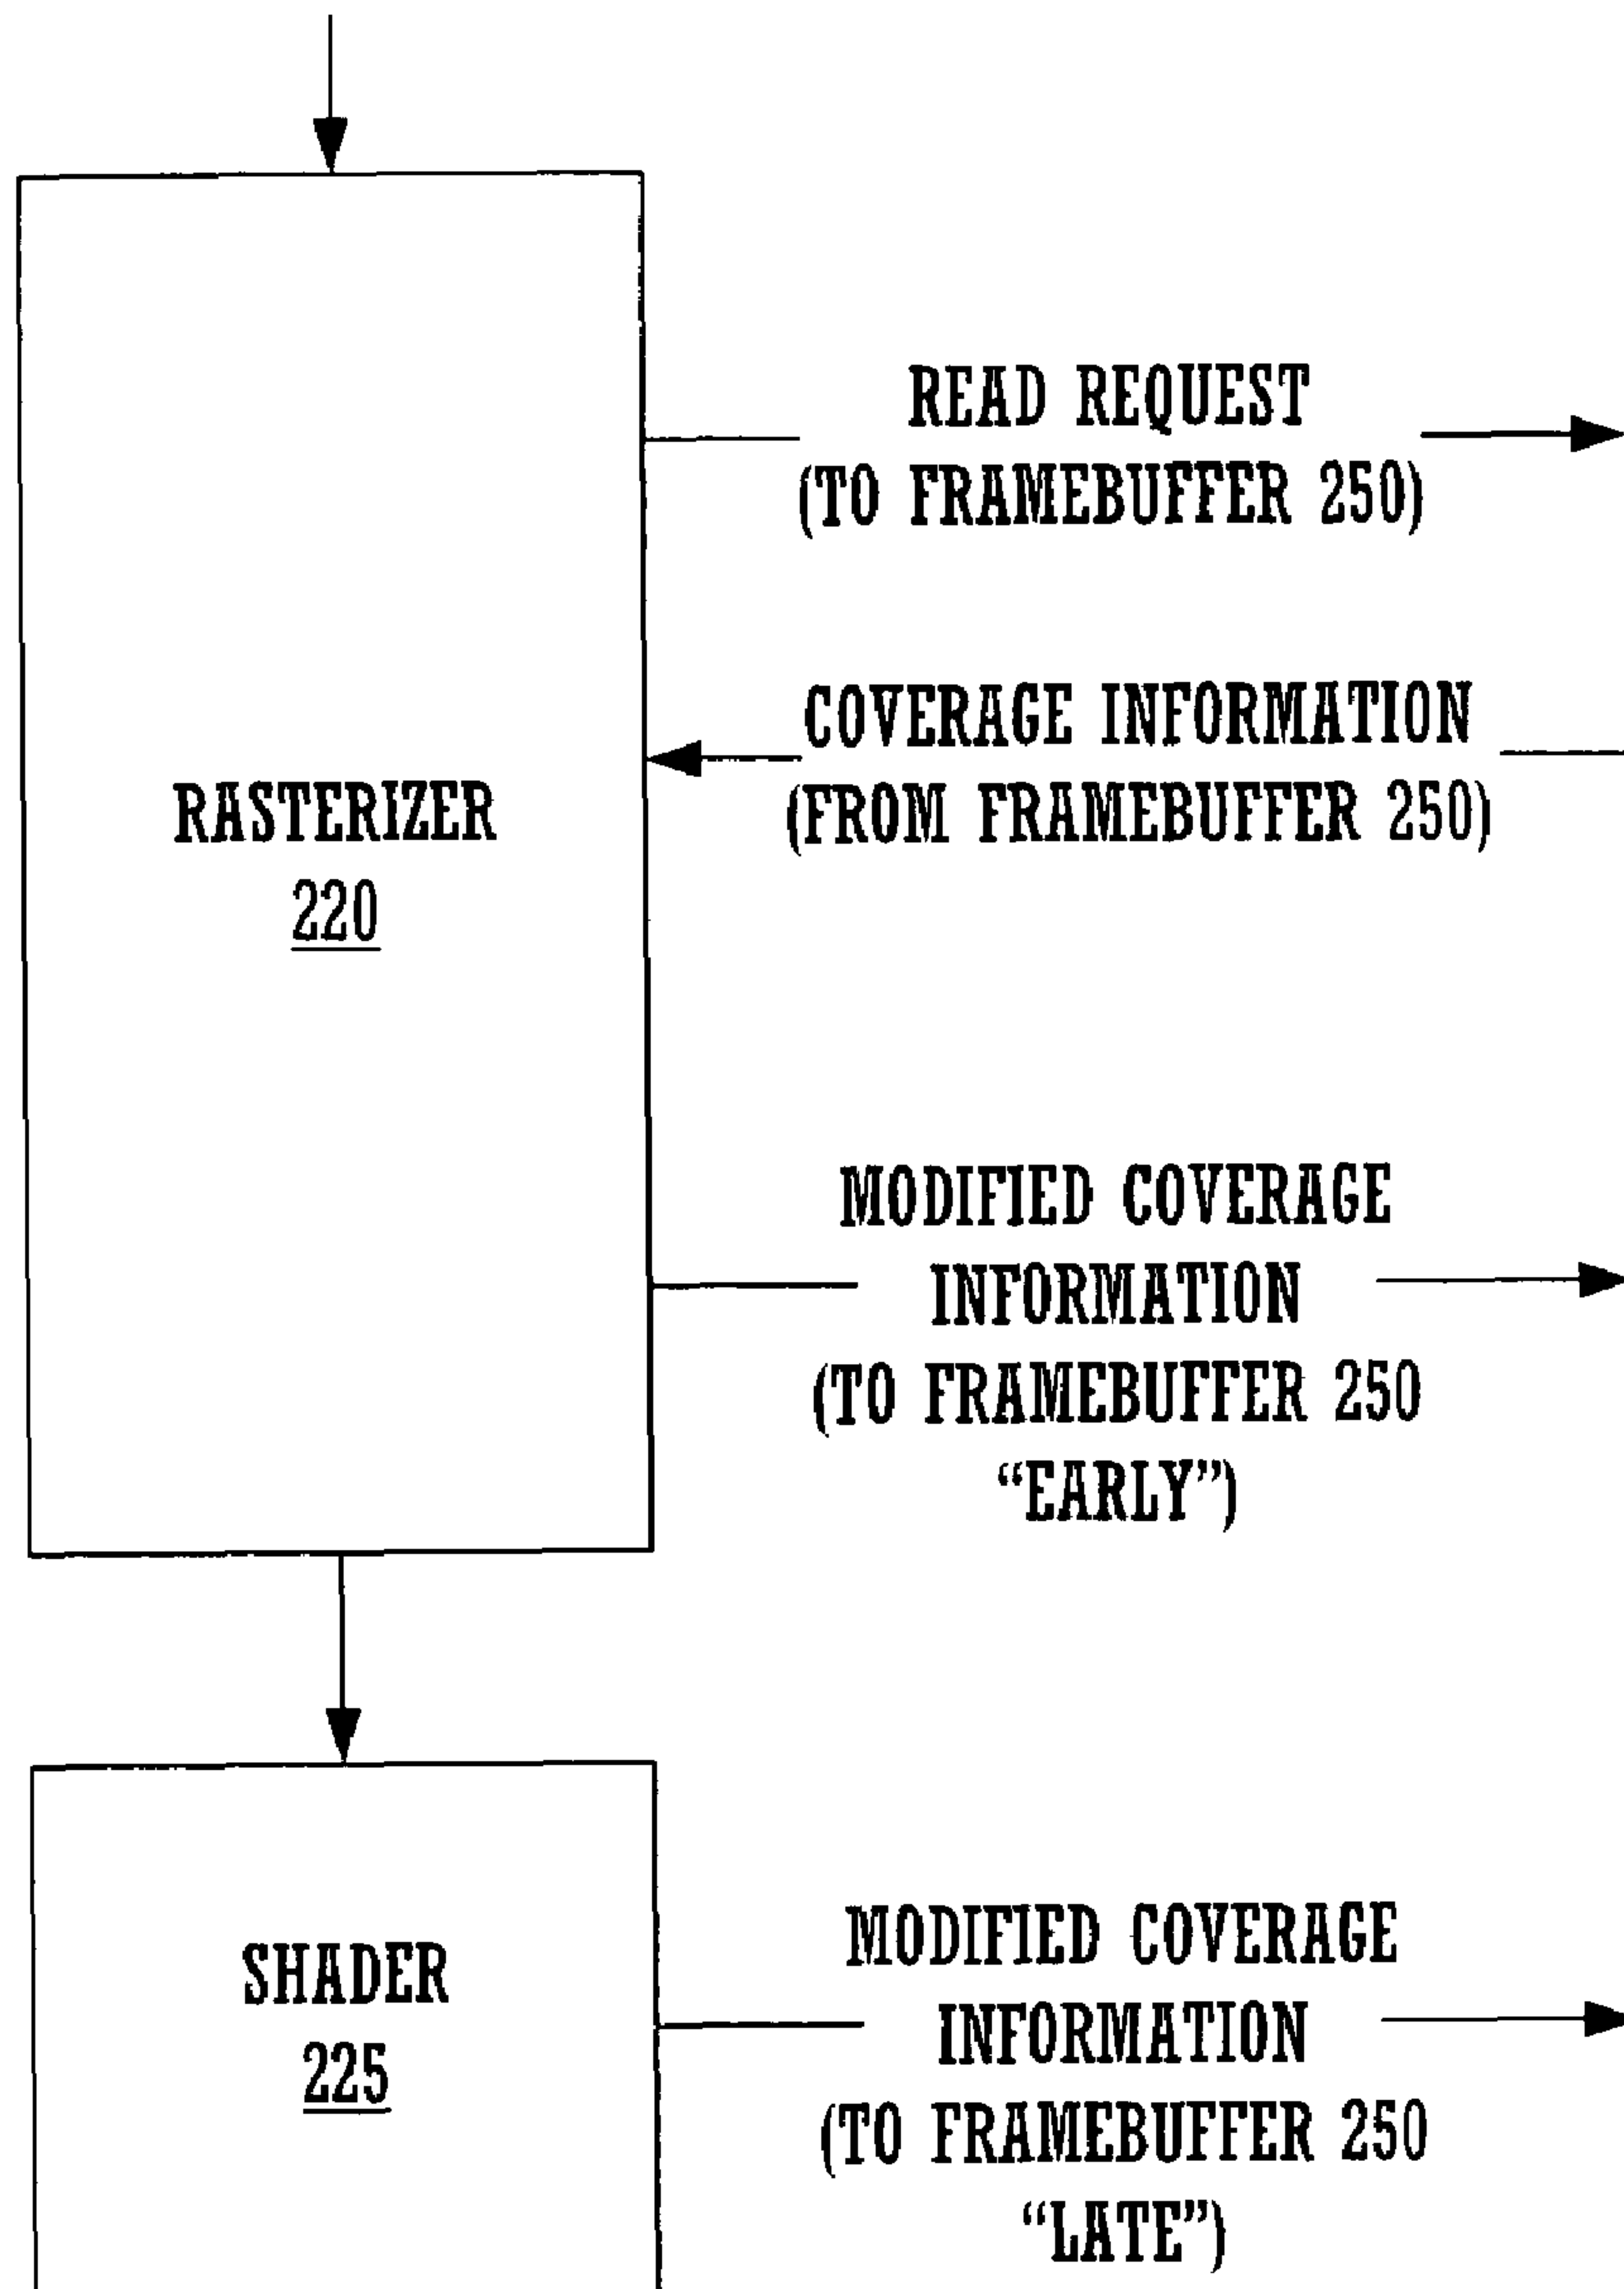 READ REQUEST
(TO FRAMEBUFFER 250)
COVERAGE INFORMATION
(FROM FRAMEBUFFER 250)
RASTERIZER
220
MODIFIED COVERAGE
INFORMATION
(TO FRAMEBUFFER 250
“EARLY”)
SHADER
225
MODIFIED COVERAGE
INFORMATION
(TO FRAMEBUFFER 250
“LATE”)